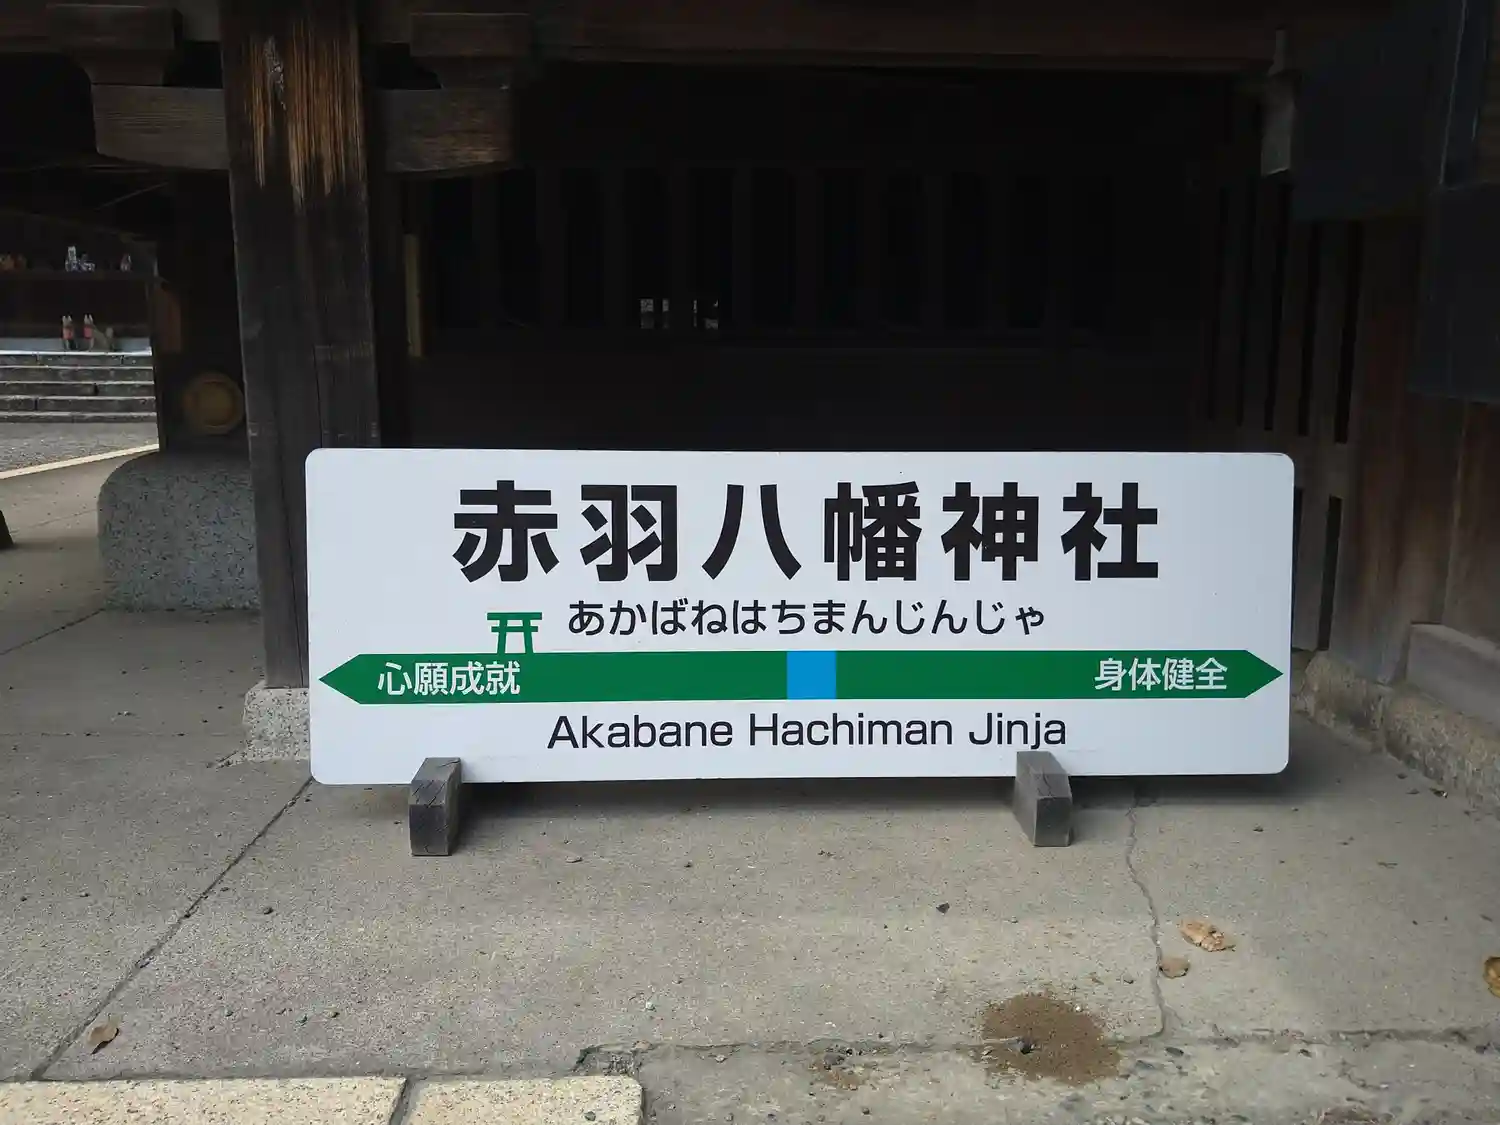 赤羽八幡神社
あかばねはちまんじんじゃ
心願成就 身体健全
Akabane Hachiman Jinja